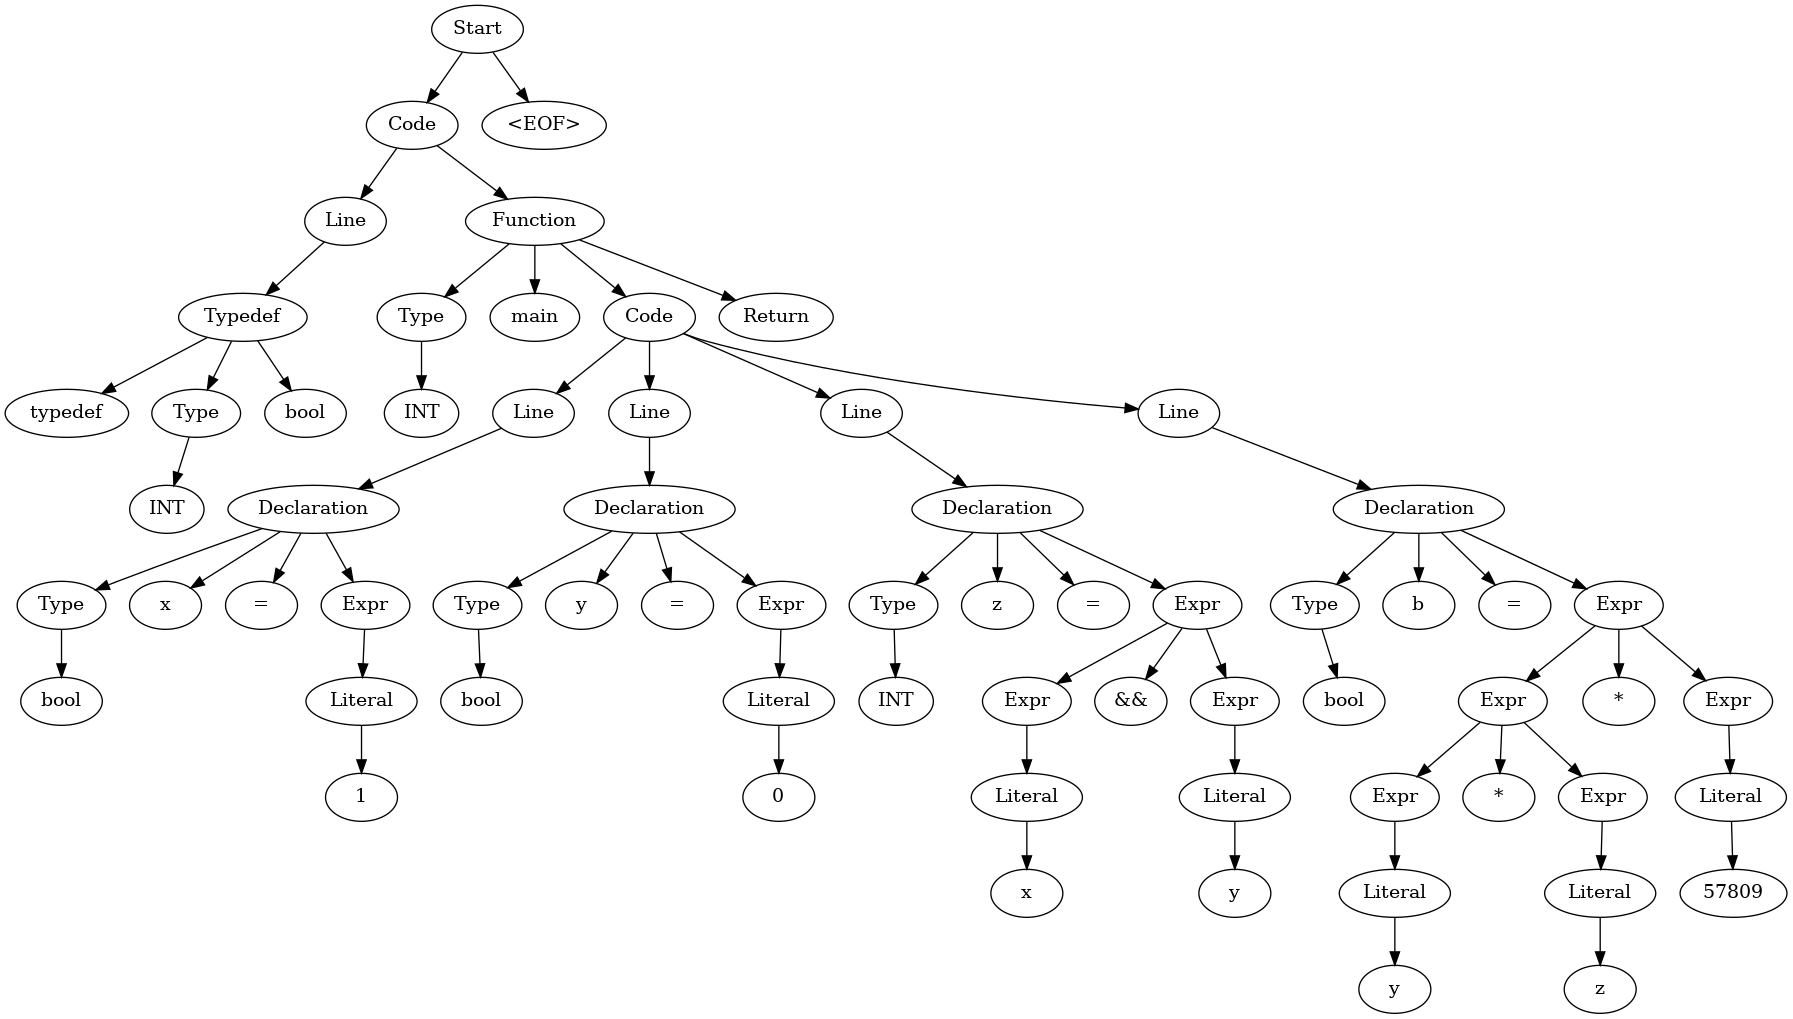 Start
Code <EOF>
Line Function
Typedef Type main Code Return
typedef Type bool INT Line Line Line Line
INT Declaration Declaration Declaration Declaration
Type x = Expr Type y = Expr Type z = Expr Type b = Expr
bool Literal bool Literal INT Expr && Expr bool Expr * Expr
1 0 Literal Literal Expr * Expr Literal
x y Literal Literal 57809
y z